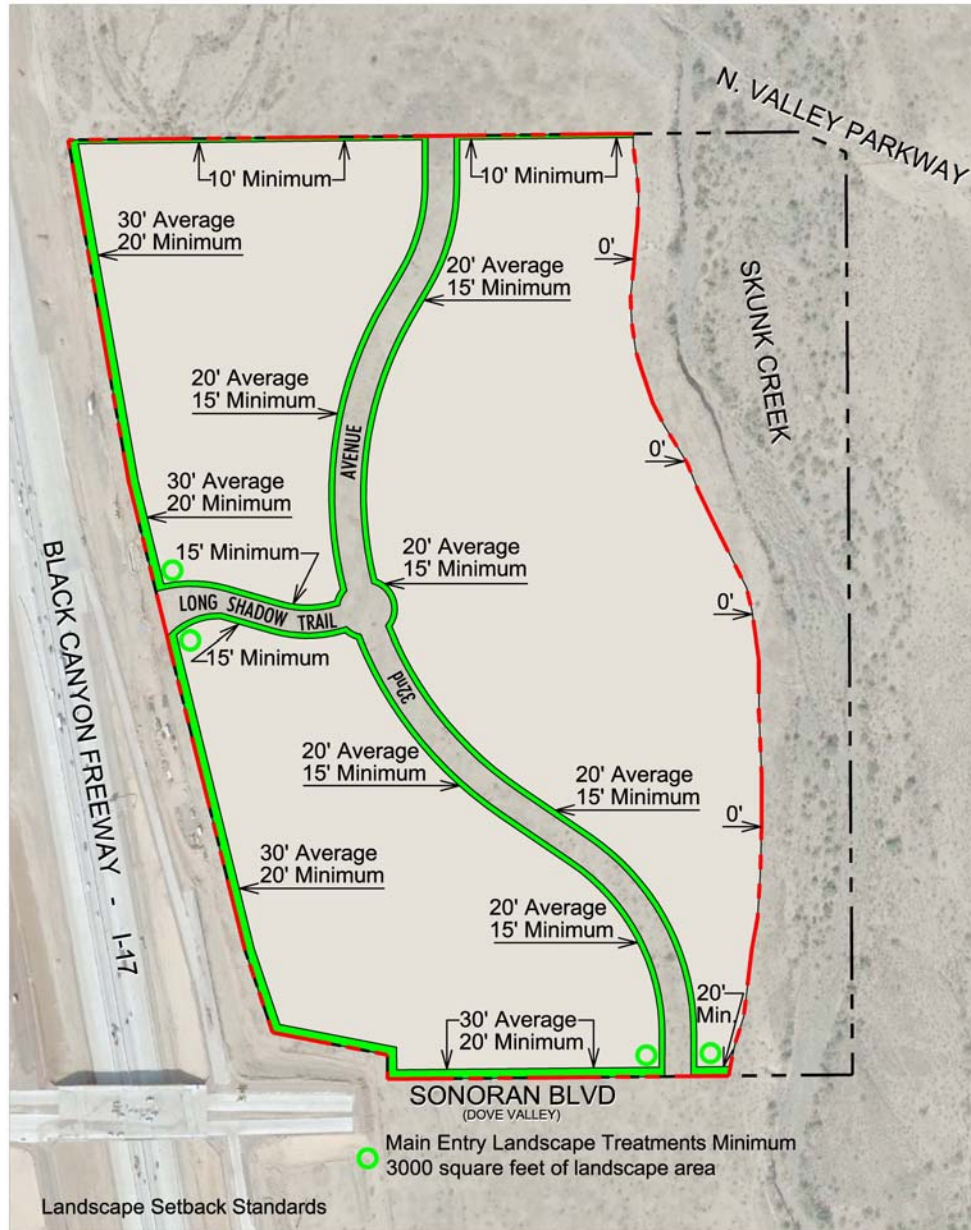 N. VALLEY PARKWAY
10' Minimum
10' Minimum
30' Average
20' Minimum
0'
20' Average
15' Minimum
SKUNK CREEK
20' Average
15' Minimum
AVENUE
0'
30' Average
20' Minimum
BLACK CANYON FREEWAY - I-17
15' Minimum
20' Average
15' Minimum
LONG SHADOW TRAIL
0'
15' Minimum
32nd
20' Average
15' Minimum
20' Average
15' Minimum
0'
30' Average
20' Minimum
20' Average
15' Minimum
20'
Min.
30' Average
20' Minimum
SONORAN BLVD
(DOVE VALLEY)
Main Entry Landscape Treatments Minimum
3000 square feet of landscape area
Landscape Setback Standards